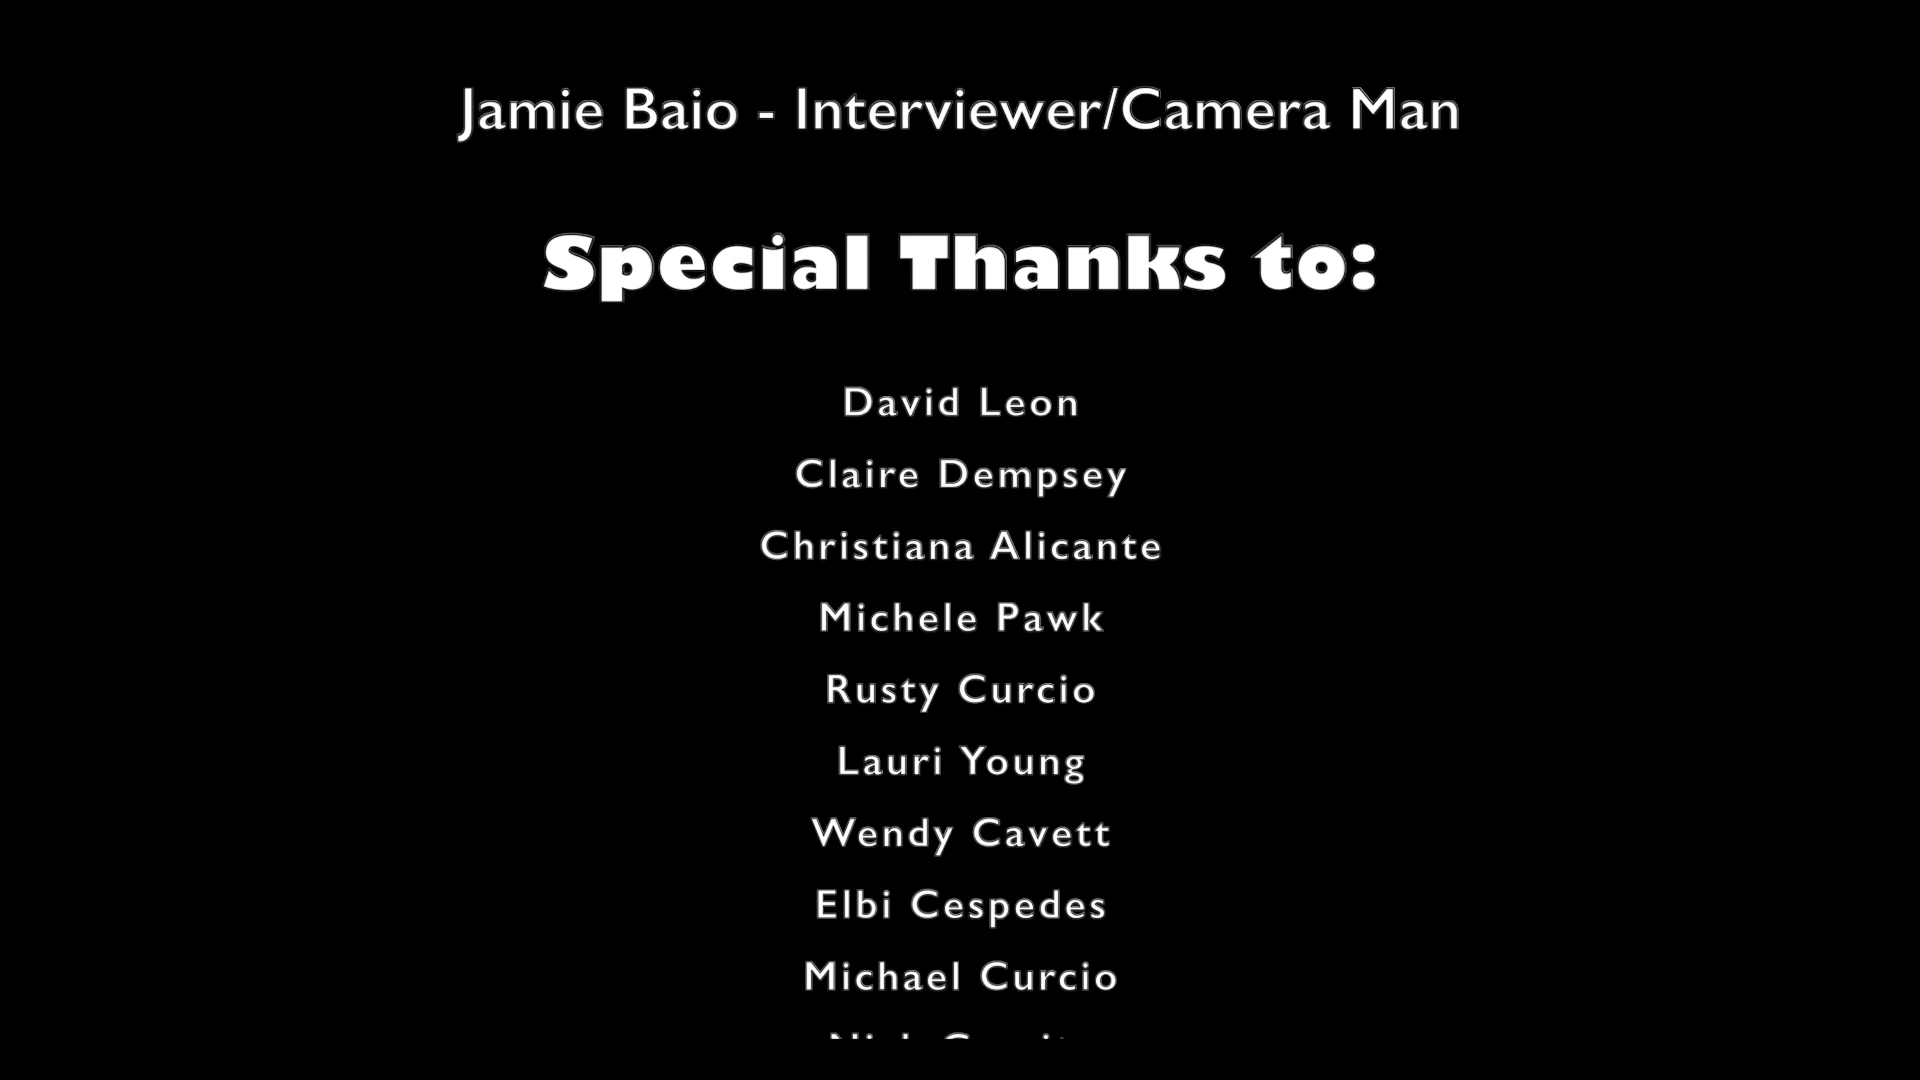 Jamie Baio - Interviewer/Camera Man
Special Thanks to:
David Leon
Claire Dempsey
Christiana Alicante
Michele Pawk
Rusty Curcio
Lauri Young
Wendy Cavett
Elbi Cespedes
Michael Curcio